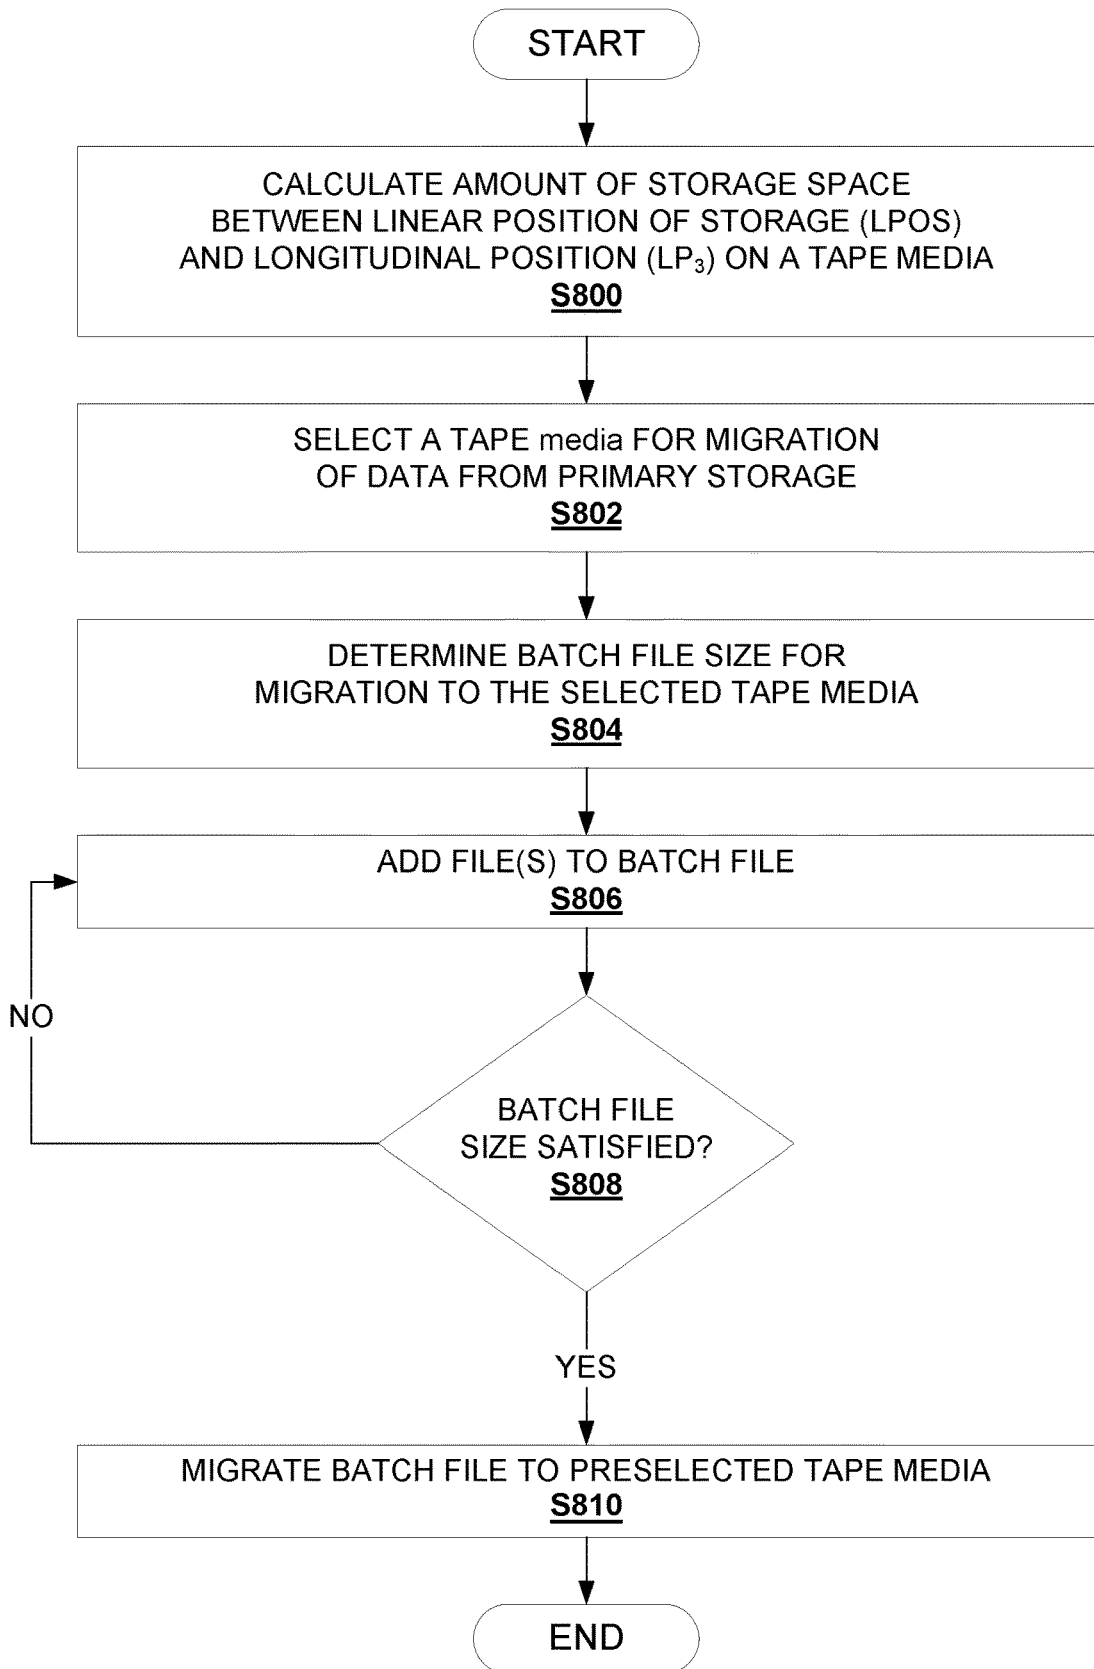 START
CALCULATE AMOUNT OF STORAGE SPACE
BETWEEN LINEAR POSITION OF STORAGE (LPOS)
AND LONGITUDINAL POSITION (LP₃) ON A TAPE MEDIA
S800
SELECT A TAPE media FOR MIGRATION
OF DATA FROM PRIMARY STORAGE
S802
DETERMINE BATCH FILE SIZE FOR
MIGRATION TO THE SELECTED TAPE MEDIA
S804
ADD FILE(S) TO BATCH FILE
S806
NO
BATCH FILE
SIZE SATISFIED?
S808
YES
MIGRATE BATCH FILE TO PRESELECTED TAPE MEDIA
S810
END